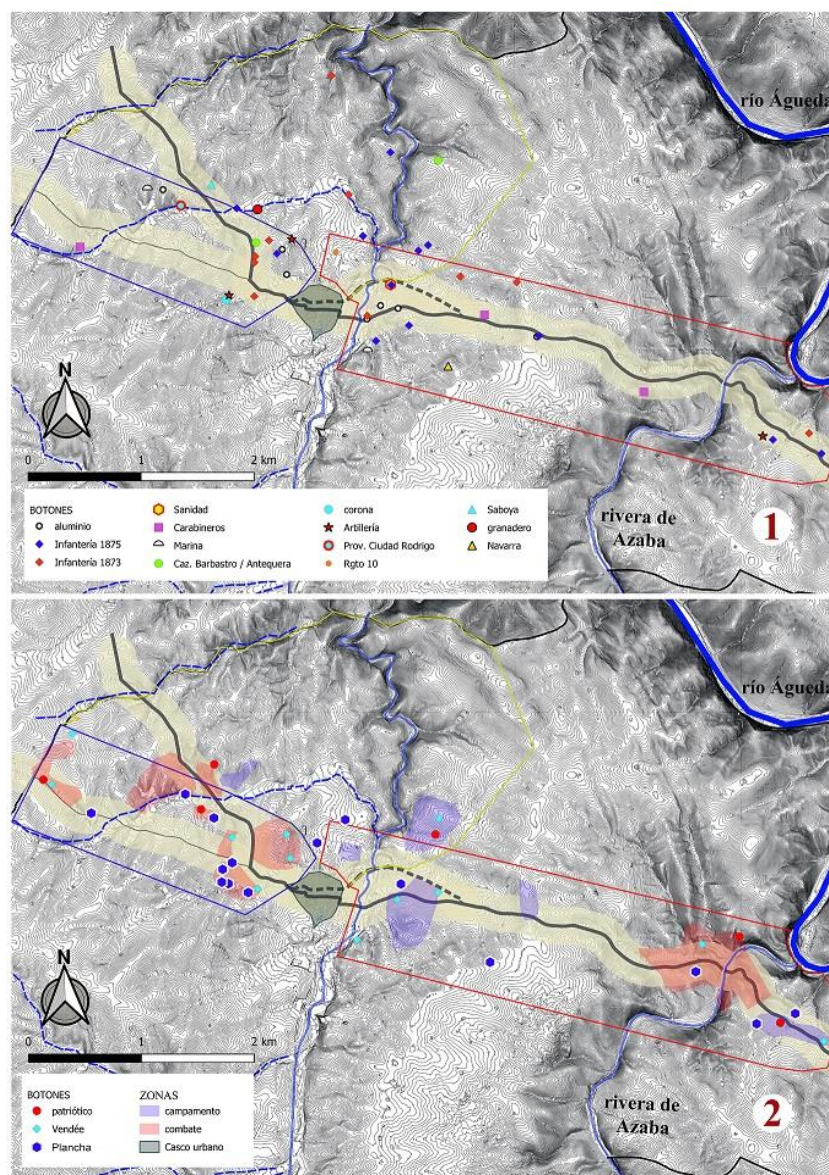 río Águeda
N
0 1 2 km
rivera de
Azaba
1
BOTONES
aluminio
Infantería 1875
Infantería 1873
Sanidad
Carabineros
Marina
Caz. Barbastro / Antequera
corona
Artillería
Prov. Ciudad Rodrigo
Rgto 10
Saboya
granadero
Navarra
río Águeda
N
0 1 2 km
rivera de
Azaba
2
BOTONES
patriótico
Vendée
Plancha
ZONAS
campamento
combate
Casco urbano